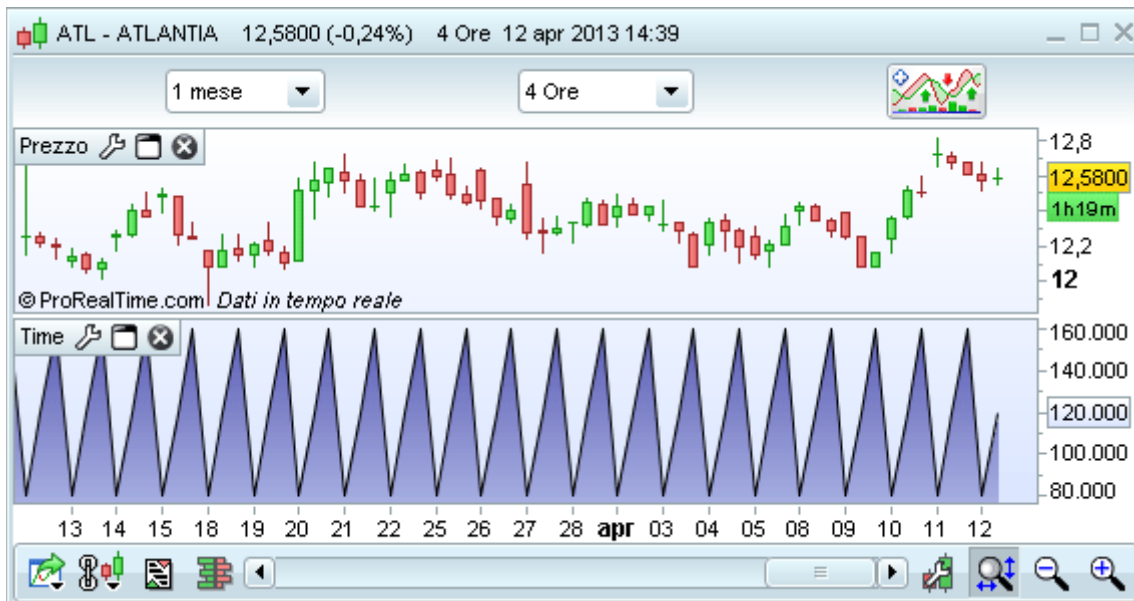 ATL - ATLANTIA 12,5800 (-0,24%) 4 Ore 12 apr 2013 14:39
1 mese 4 Ore
Prezzo
12,8
12,5800
1h19m
12,2
12
© ProRealTime.com Dati in tempo reale
Time
160.000
140.000
120.000
100.000
80.000
13 14 15 18 19 20 21 22 25 26 27 28 apr 03 04 05 08 09 10 11 12